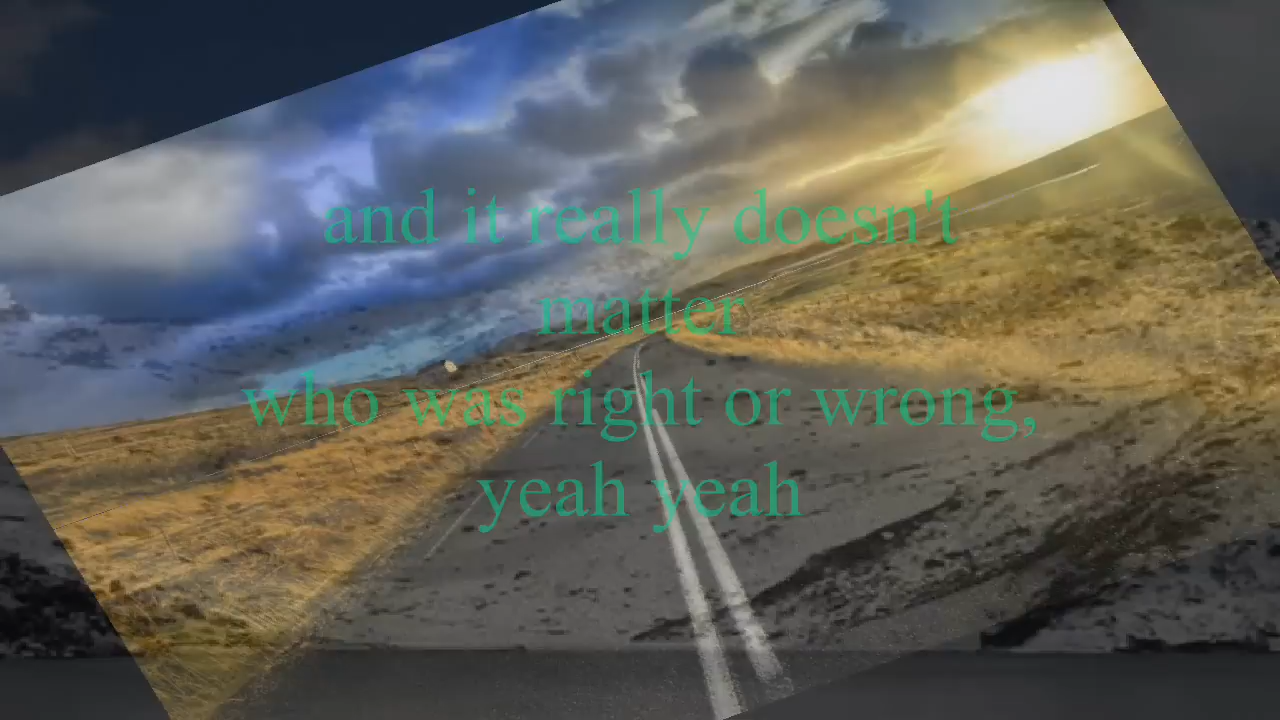 and it really doesn't
matter
who was right or wrong,
yeah yeah